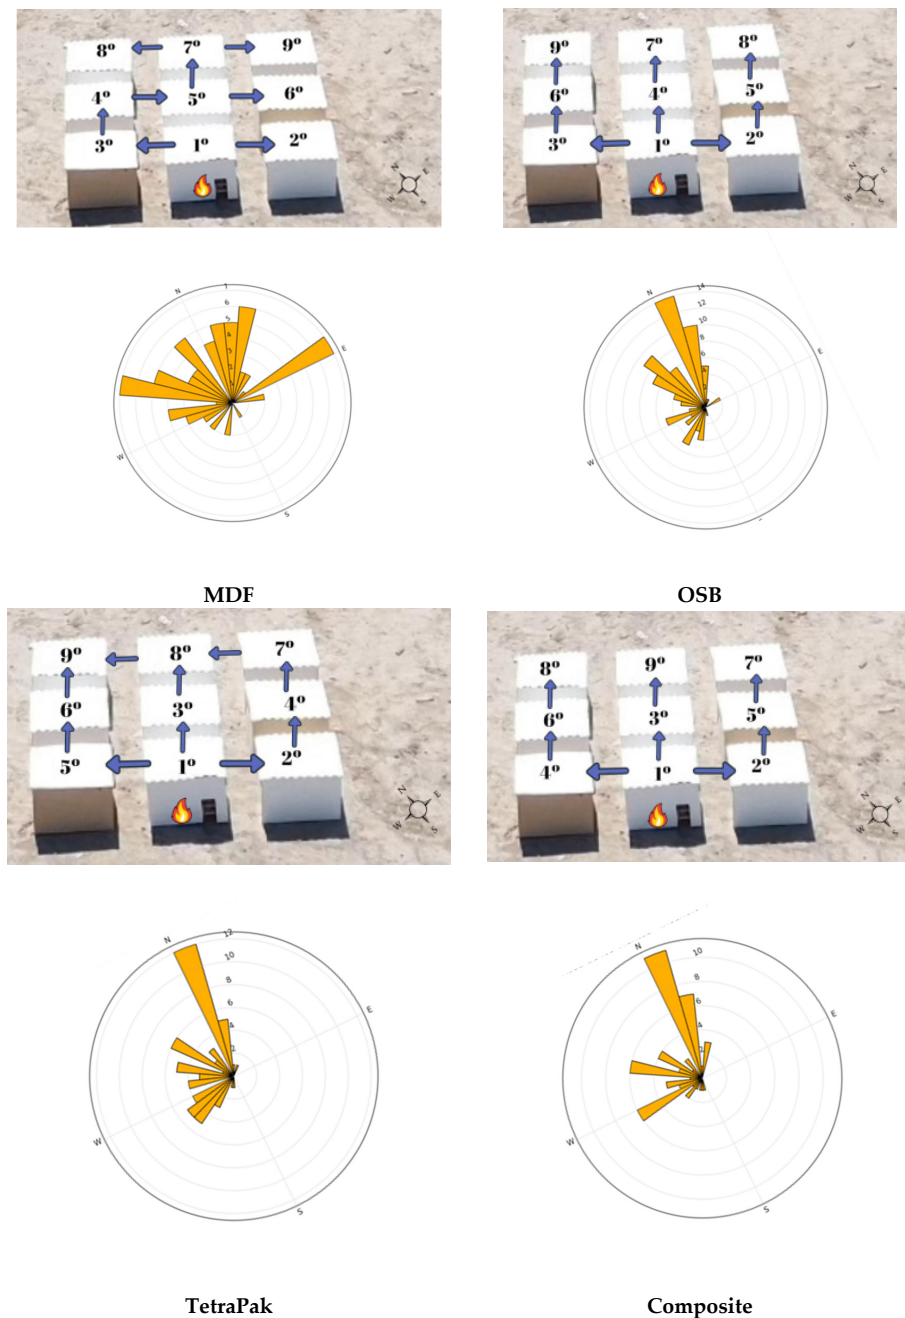 8º 7º 9º
4º 5º 6º
3º 1º 2º
N
E
W
S
9º 7º 8º
6º 4º 5º
3º 1º 2º
N
E
W
S
N
E
W
S
1
2
3
4
5
6
N
E
W
4
6
8
10
12
14
MDF OSB
9º 8º 7º
6º 3º 4º
5º 1º 2º
N
E
W
S
8º 9º 7º
6º 3º 5º
4º 1º 2º
N
E
W
S
N
E
W
S
2
4
6
8
10
12
N
E
W
S
2
4
6
8
10
TetraPak Composite